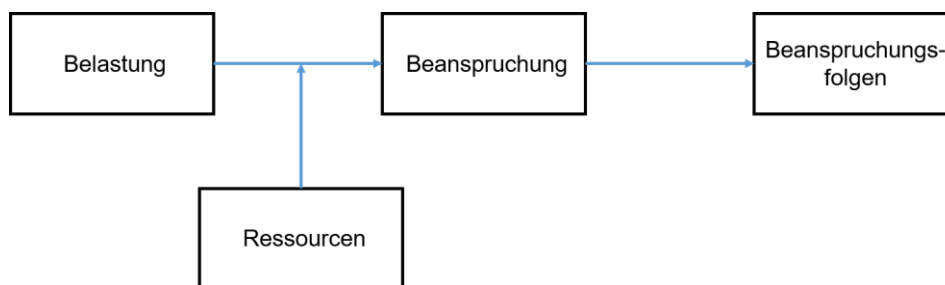 Belastung
Beanspruchung
Beanspruchungs-
folgen
Ressourcen